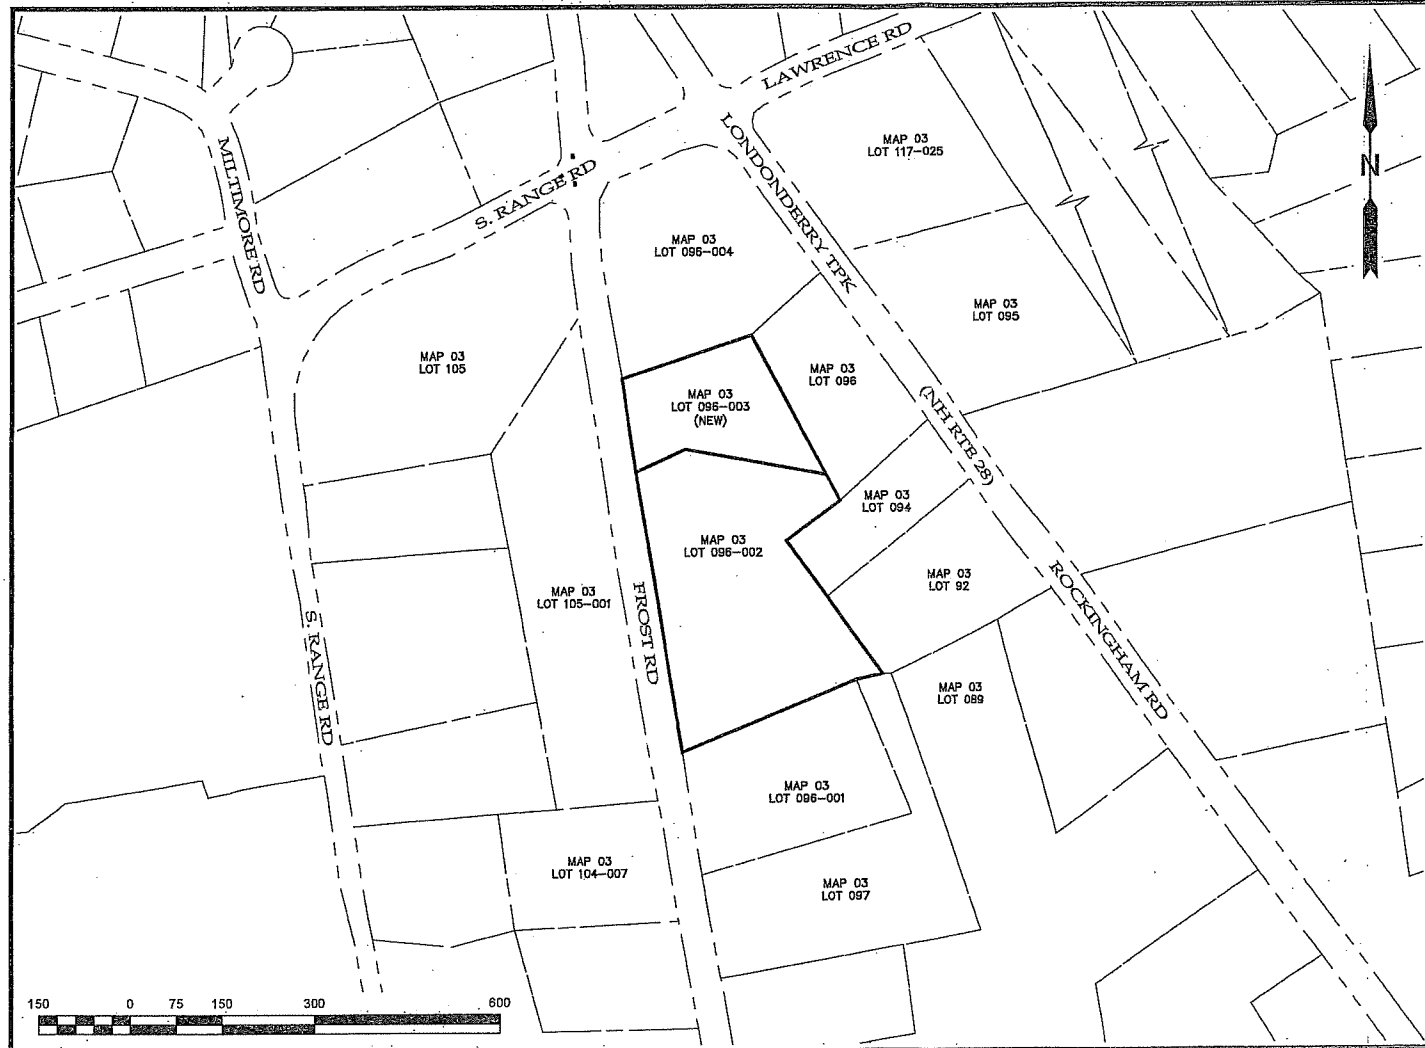 LAWRENCE RD
LONDONDERRY TPK
MAP 03
LOT 117-025
N
MILTIMORE RD
S. RANGE RD
MAP 03
LOT 096-004
MAP 03
LOT 095
MAP 03
LOT 105
MAP 03
LOT 096
MAP 03
LOT 096-003
(NEW)
(NH RTE 28)
MAP 03
LOT 094
MAP 03
LOT 096-002
MAP 03
LOT 92
MAP 03
LOT 105-001
FROST RD
ROCKINGHAM RD
S. RANGE RD
MAP 03
LOT 089
MAP 03
LOT 096-001
MAP 03
LOT 104-007
MAP 03
LOT 097
150 0 75 150 300 600